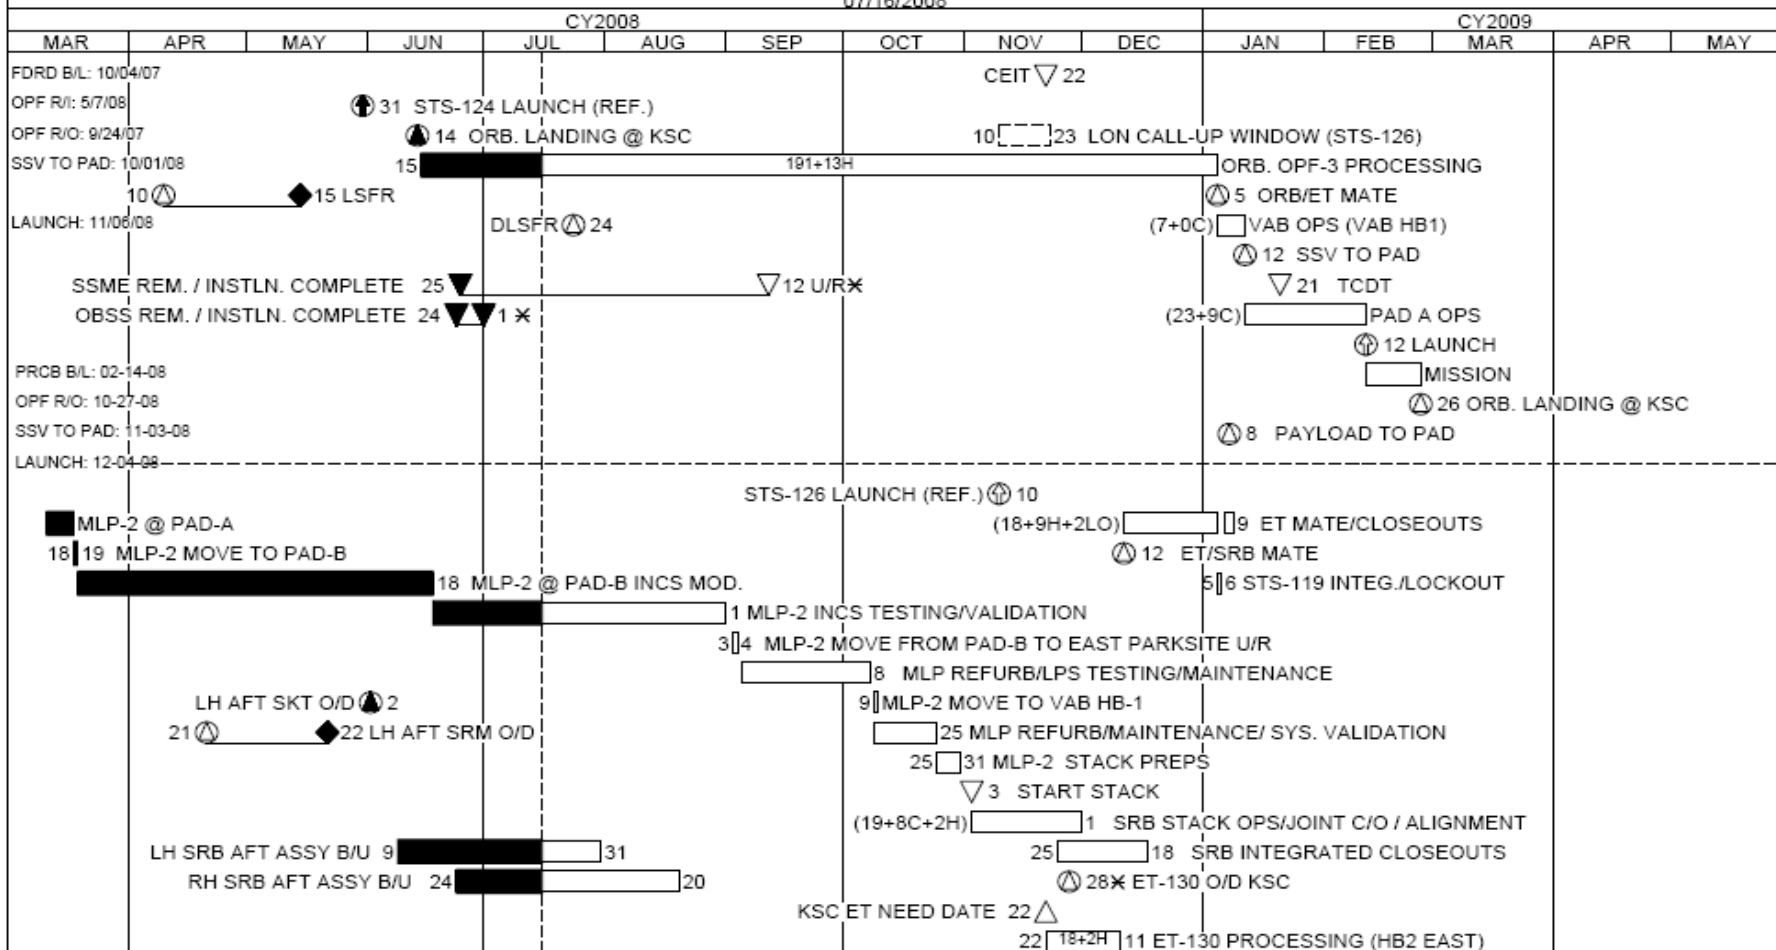 07/16/2008
CY2008 CY2009
MAR APR MAY JUN JUL AUG SEP OCT NOV DEC JAN FEB MAR APR MAY
FDRD B/L: 10/04/07 CEIT 22
OPF R/I: 5/7/08 31 STS-124 LAUNCH (REF.)
OPF R/O: 9/24/07 14 ORB. LANDING @ KSC 10 23 LON CALL-UP WINDOW (STS-126)
SSV TO PAD: 10/01/08 15 191+13H ORB. OPF-3 PROCESSING
10 15 LSFR 5 ORB/ET MATE
LAUNCH: 11/06/08 DLSFR 24 (7+0C) VAB OPS (VAB HB1)
12 SSV TO PAD
SSME REM. / INSTLN. COMPLETE 25 12 U/R 21 TCDT
OBSS REM. / INSTLN. COMPLETE 24 1 (23+9C) PAD A OPS
12 LAUNCH
PRCB B/L: 02-14-08 MISSION
OPF R/O: 10-27-08 26 ORB. LANDING @ KSC
SSV TO PAD: 11-03-08 8 PAYLOAD TO PAD
LAUNCH: 12-04-08
STS-126 LAUNCH (REF.) 10
MLP-2 @ PAD-A (18+9H+2LO) 9 ET MATE/CLOSEOUTS
18 19 MLP-2 MOVE TO PAD-B 12 ET/SRB MATE
18 MLP-2 @ PAD-B INCS MOD. 5 6 STS-119 INTEG./LOCKOUT
1 MLP-2 INCS TESTING/VALIDATION
3 4 MLP-2 MOVE FROM PAD-B TO EAST PARKSITE U/R
8 MLP REFURB/LPS TESTING/MAINTENANCE
LH AFT SKT O/D 2 9 MLP-2 MOVE TO VAB HB-1
21 22 LH AFT SRM O/D 25 MLP REFURB/MAINTENANCE/ SYS. VALIDATION
25 31 MLP-2 STACK PREPS
3 START STACK
(19+8C+2H) 1 SRB STACK OPS/JOINT C/O / ALIGNMENT
LH SRB AFT ASSY B/U 9 31 25 18 SRB INTEGRATED CLOSEOUTS
RH SRB AFT ASSY B/U 24 20 28 ET-130 O/D KSC
KSC ET NEED DATE 22
22 18+2H 11 ET-130 PROCESSING (HB2 EAST)